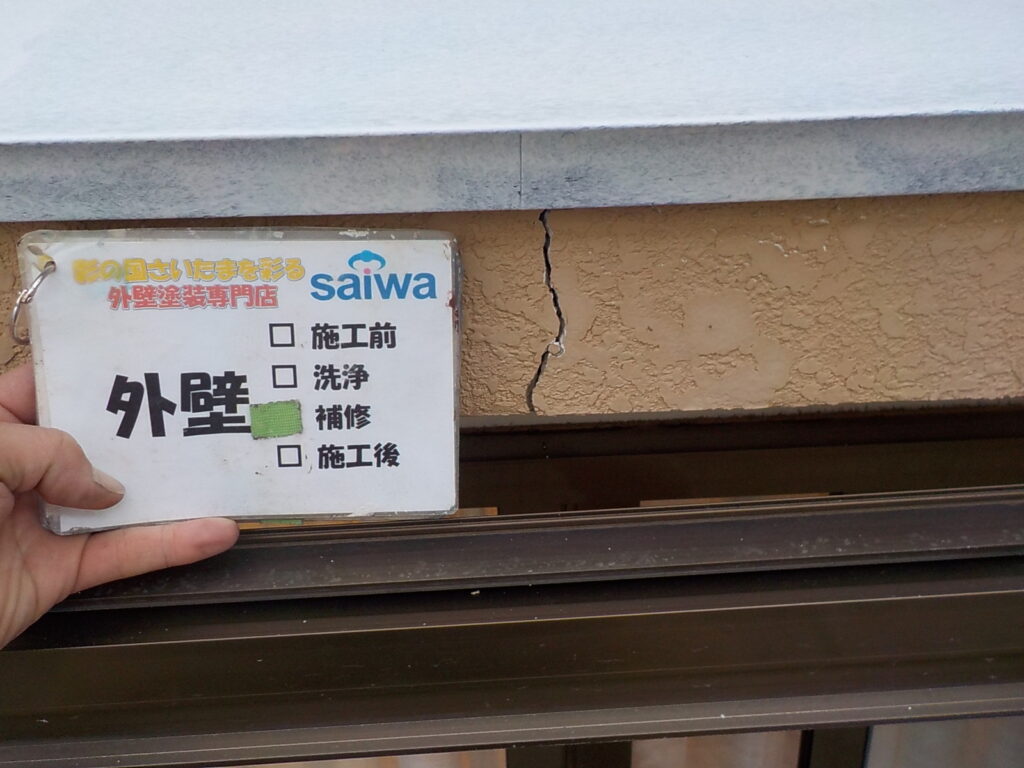 彩の国さいたまを彩る
外壁塗装専門店
saiwa
外壁
施工前
洗浄
補修
施工後